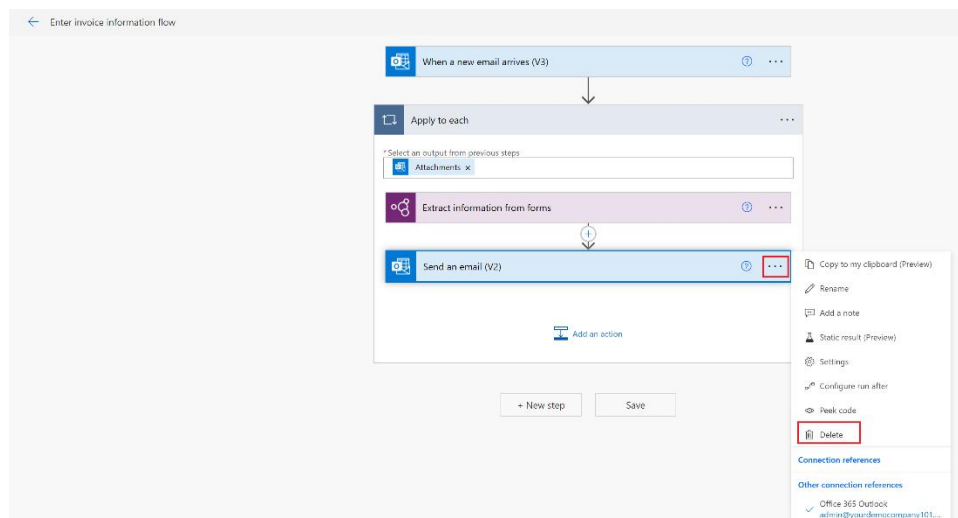 Enter invoice information flow
When a new email arrives (V3)
Apply to each
*Select an output from previous steps
Attachments x
Extract information from forms
Send an email (V2)
Add an action
+ New step
Save
Copy to my clipboard (Preview)
Rename
Add a note
Static result (Preview)
Settings
Configure run after
Peek code
Delete
Connection references
Other connection references
Office 365 Outlook
admin@yourdemocompany101....